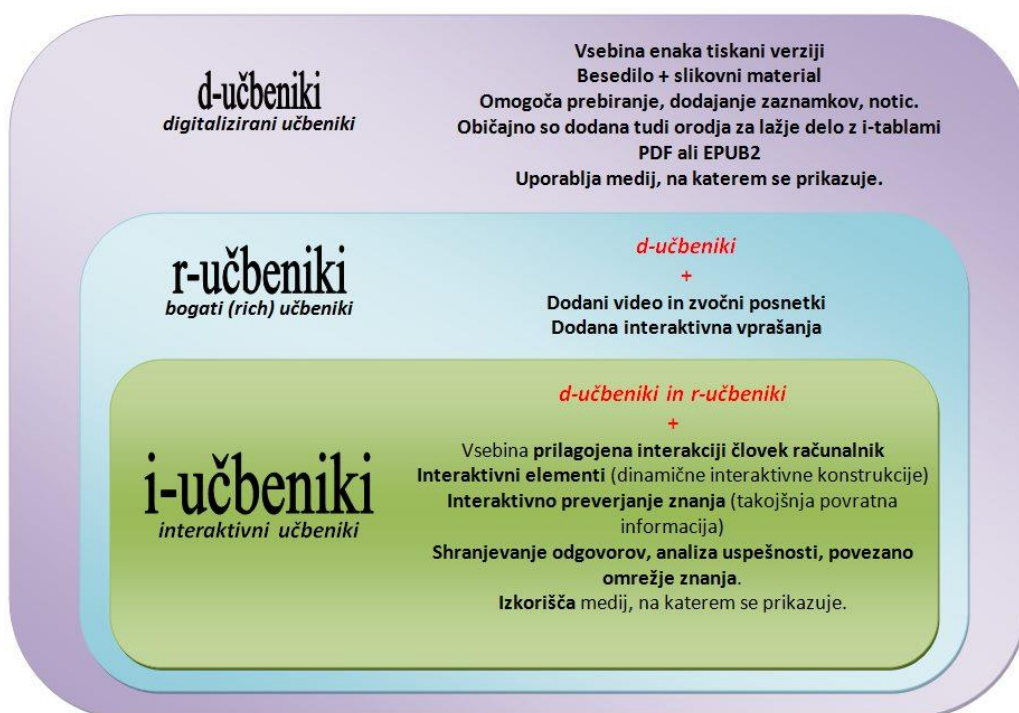 d-učbeniki
digitalizirani učbeniki
Vsebina enaka tiskani verziji
Besedilo + slikovni material
Omogoča prebiranje, dodajanje zaznamkov, notic.
Običajno so dodana tudi orodja za lažje delo z i-tablami
PDF ali EPUB2
Uporablja medij, na katerem se prikazuje.
r-učbeniki
bogati (rich) učbeniki
d-učbeniki
+
Dodani video in zvočni posnetki
Dodana interaktivna vprašanja
i-učbeniki
interaktivni učbeniki
d-učbeniki in r-učbeniki
+
Vsebina prilagojena interakciji človek računalnik
Interaktivni elementi (dinamične interaktivne konstrukcije)
Interaktivno preverjanje znanja (takojšnja povratna
informacija)
Shranjevanje odgovorov, analiza uspešnosti, povezano
omrežje znanja.
Izkorišča medij, na katerem se prikazuje.